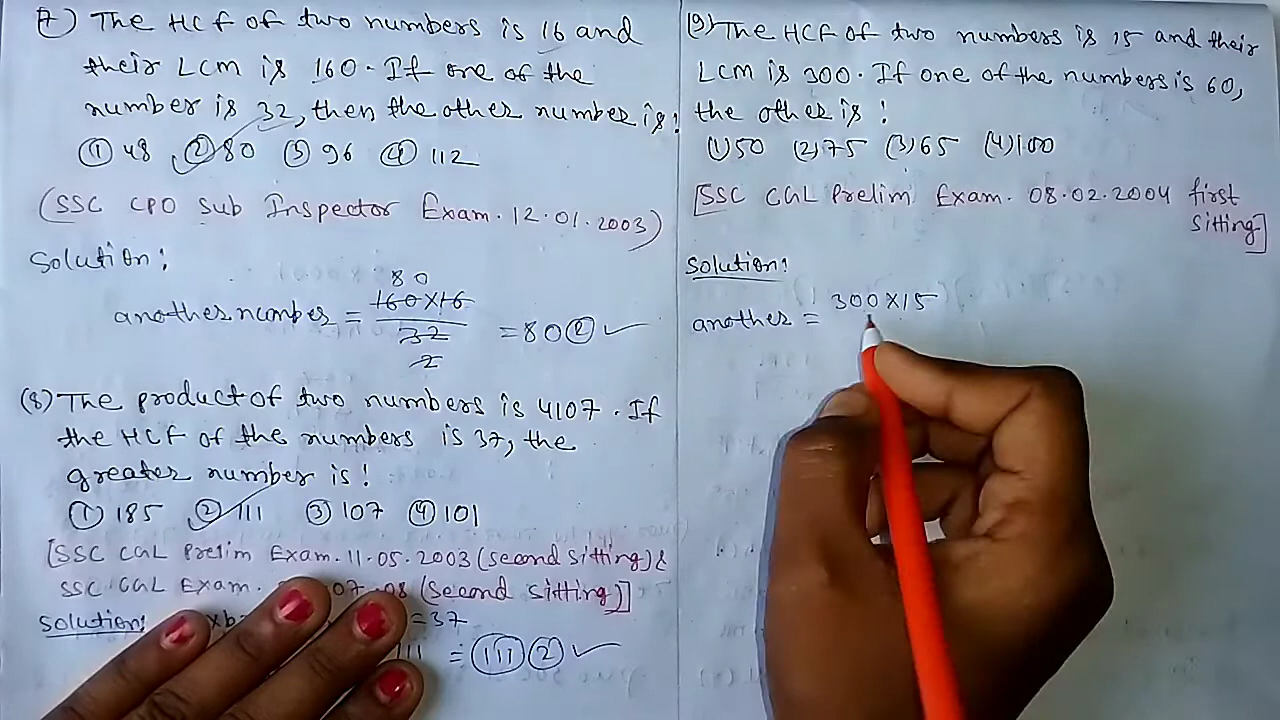 7) The HCF of two numbers is 16 and
their LCM is 160. If one of the
number is 32, then the other number is:
① 48 ② 80 ③ 96 ④ 112
(SSC CPO Sub Inspector Exam. 12.01.2003)
Solution:
80
another number = 160×16
32
= 80 ②
2
(8) The product of two numbers is 4107. If
the HCF of the numbers is 37, the
greater number is!
① 185 ② 111 ③ 107 ④ 101
[SSC CGL Prelim Exam. 11.05.2003 (second sitting) &
SSC CGL Exam. 07.08 (Second sitting)]
Solution:
=37
111 = 111 ②
(9) The HCF of two numbers is 15 and their
LCM is 300. If one of the numbers is 60,
the other is!
(1) 50 (2) 75 (3) 65 (4) 100
[SSC CGL Prelim Exam. 08.02.2004 first
sitting]
Solution:
another = 300×15